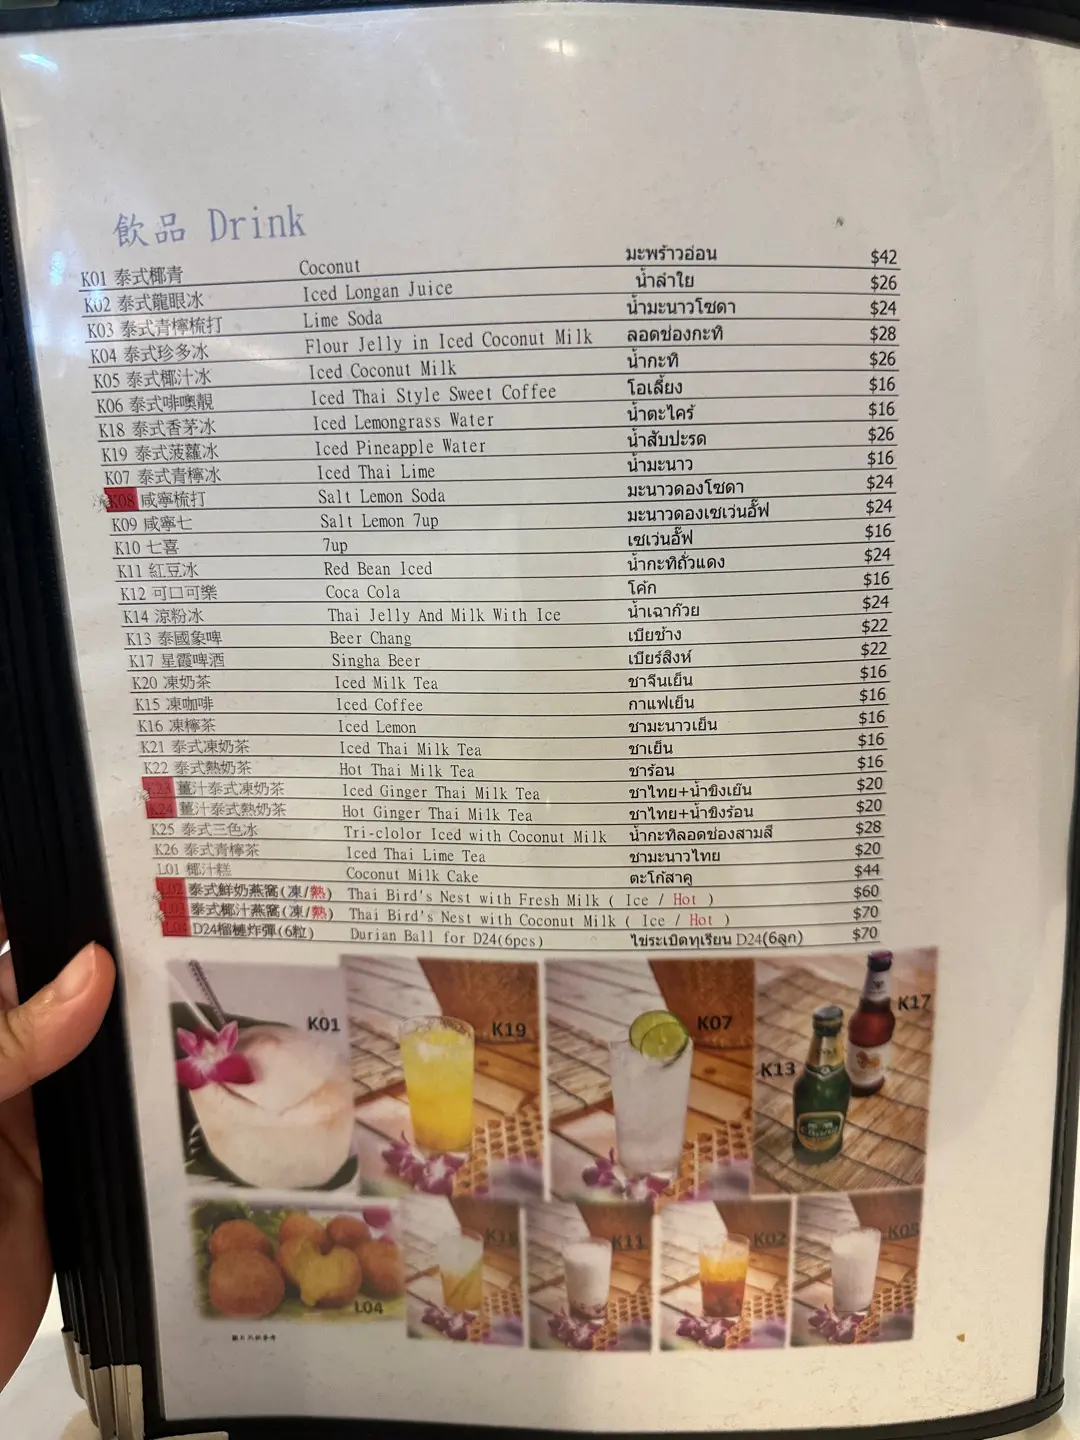 飲品 Drink
K01 泰式椰青 Coconut มะพร้าวอ่อน $42
K02 泰式龍眼冰 Iced Longan Juice น้ำลำใย $26
K03 泰式青檸梳打 Lime Soda น้ำมะนาวโซดา $24
K04 泰式珍多冰 Flour Jelly in Iced Coconut Milk ลอดช่องกะทิ $28
K05 泰式椰汁冰 Iced Coconut Milk น้ำกะทิ $26
K06 泰式啡噢靚 Iced Thai Style Sweet Coffee โอเลี้ยง $16
K18 泰式香茅冰 Iced Lemongrass Water น้ำตะไคร้ $16
K19 泰式菠蘿冰 Iced Pineapple Water น้ำสับปะรด $26
K07 泰式青檸冰 Iced Thai Lime น้ำมะนาว $16
K08 咸寧梳打 Salt Lemon Soda มะนาวดองโซดา $24
K09 咸寧七 Salt Lemon 7up มะนาวดองเซเว่นอั๊ฟ $24
K10 七喜 7up เซเว่นอั๊ฟ $16
K11 紅豆冰 Red Bean Iced น้ำกะทิถั่วแดง $24
K12 可口可樂 Coca Cola โค้ก $16
K14 涼粉冰 Thai Jelly And Milk With Ice น้ำเฉาก๊วย $24
K13 泰國象啤 Beer Chang เบียช้าง $22
K17 星霞啤酒 Singha Beer เบียร์สิงห์ $22
K20 凍奶茶 Iced Milk Tea ชาจีนเย็น $16
K15 凍咖啡 Iced Coffee กาแฟเย็น $16
K16 凍檸茶 Iced Lemon ชามะนาวเย็น $16
K21 泰式凍奶茶 Iced Thai Milk Tea ชาเย็น $16
K22 泰式熱奶茶 Hot Thai Milk Tea ชาร้อน $16
K23 薑汁泰式凍奶茶 Iced Ginger Thai Milk Tea ชาไทย+น้ำขิงเย็น $20
K24 薑汁泰式熱奶茶 Hot Ginger Thai Milk Tea ชาไทย+น้ำขิงร้อน $20
K25 泰式三色冰 Tri-clolor Iced with Coconut Milk น้ำกะทิลอดช่องสามสี $28
K26 泰式青檸茶 Iced Thai Lime Tea ชามะนาวไทย $20
L01 椰汁糕 Coconut Milk Cake ตะโก้สาคู $44
L02 泰式鮮奶燕窩(凍/熱) Thai Bird's Nest with Fresh Milk ( Ice / Hot ) $60
L03 泰式椰汁燕窩(凍/熱) Thai Bird's Nest with Coconut Milk ( Ice / Hot ) $70
L04 D24榴槤炸彈(6粒) Durian Ball for D24(6pcs) ไข่ระเบิดทุเรียน D24(6ลูก) $70
K01 K19 K07 K13 K17
L04 K18 K11 K02 K05
圖片只供參考